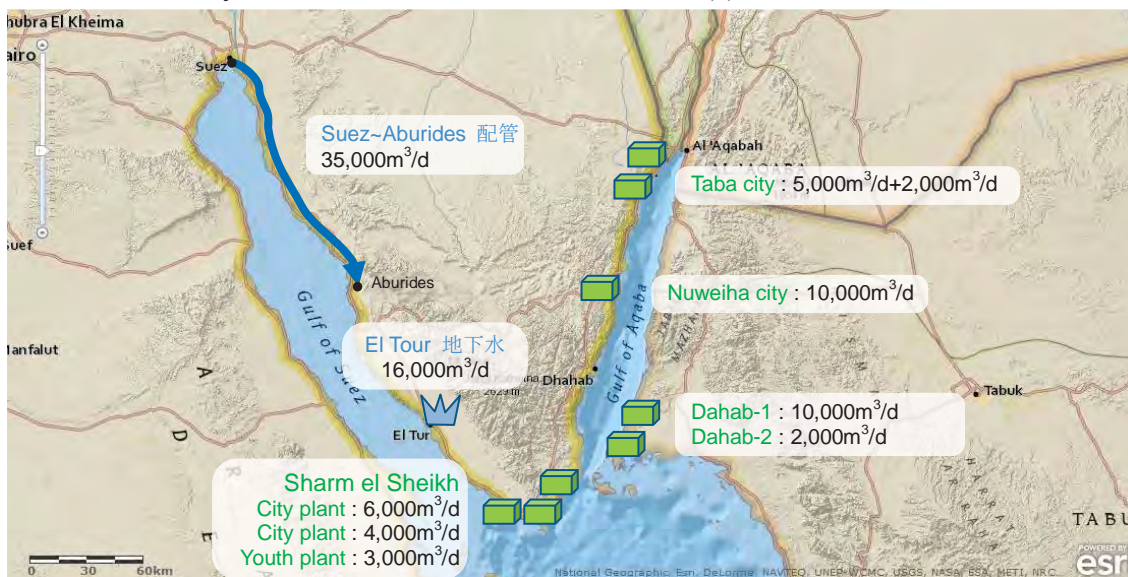 hubra El Kheima
airo
Suez
Suez~Aburides 配管
35,000m³/d
Al 'Aqabah
Taba city : 5,000m³/d+2,000m³/d
Suef
Aburides
Gulf of Suez
Gulf of Aqaba
Nuweiha city : 10,000m³/d
Manfalut
El Tour 地下水
16,000m³/d
Dhahab
Tabuk
El Tur
Dahab-1 : 10,000m³/d
Dahab-2 : 2,000m³/d
Sharm el Sheikh
City plant : 6,000m³/d
City plant : 4,000m³/d
Youth plant : 3,000m³/d
TABU
0 30 60km
POWERED BY
esri
National Geographic, Esri, DeLorme, NAVTEQ, UNEP-WCMC, USGS, NASA, ESA, METI, NRC